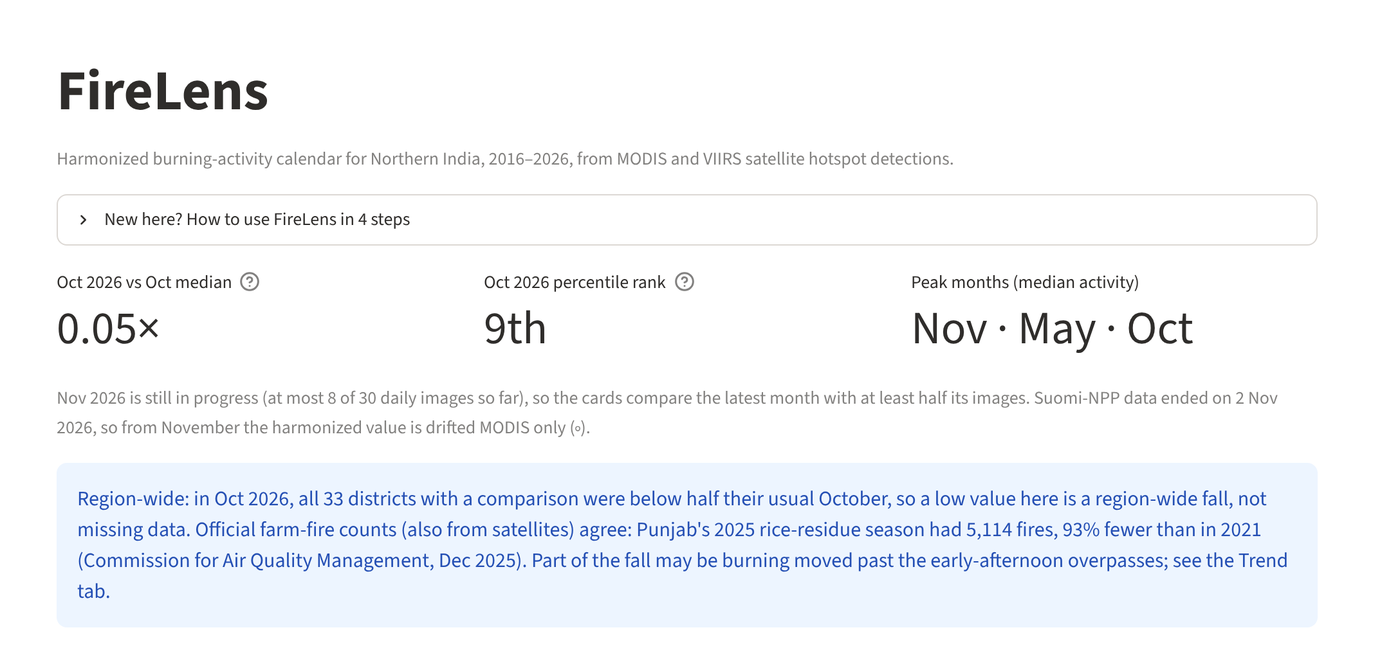 FireLens
Harmonized burning-activity calendar for Northern India, 2016–2026, from MODIS and VIIRS satellite hotspot detections.
New here? How to use FireLens in 4 steps
Oct 2026 vs Oct median
Oct 2026 percentile rank
Peak months (median activity)
0.05×
9th
Nov · May · Oct
Nov 2026 is still in progress (at most 8 of 30 daily images so far), so the cards compare the latest month with at least half its images. Suomi-NPP data ended on 2 Nov
2026, so from November the harmonized value is drifted MODIS only (∘).
Region-wide: in Oct 2026, all 33 districts with a comparison were below half their usual October, so a low value here is a region-wide fall, not
missing data. Official farm-fire counts (also from satellites) agree: Punjab's 2025 rice-residue season had 5,114 fires, 93% fewer than in 2021
(Commission for Air Quality Management, Dec 2025). Part of the fall may be burning moved past the early-afternoon overpasses; see the Trend
tab.